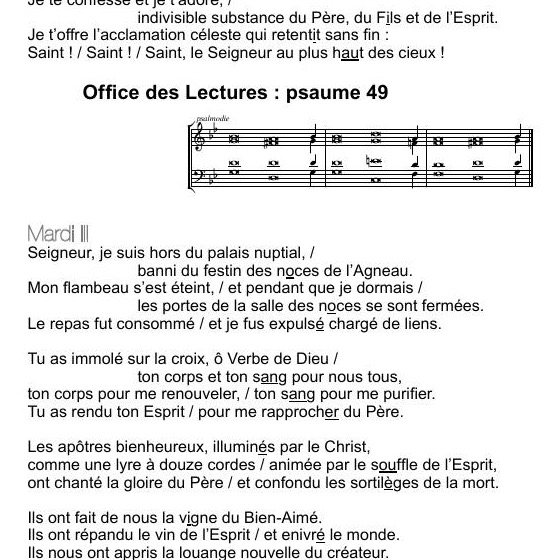 Je te confesse et je t’adore, /
indivisible substance du Père, du Fils et de l’Esprit.
Je t’offre l’acclamation céleste qui retentit sans fin :
Saint ! / Saint ! / Saint, le Seigneur au plus haut des cieux !
Office des Lectures : psaume 49
psalmodie
Mardi III
Seigneur, je suis hors du palais nuptial, /
banni du festin des noces de l’Agneau.
Mon flambeau s’est éteint, / et pendant que je dormais /
les portes de la salle des noces se sont fermées.
Le repas fut consommé / et je fus expulsé chargé de liens.
Tu as immolé sur la croix, ô Verbe de Dieu /
ton corps et ton sang pour nous tous,
ton corps pour me renouveler, / ton sang pour me purifier.
Tu as rendu ton Esprit / pour me rapprocher du Père.
Les apôtres bienheureux, illuminés par le Christ,
comme une lyre à douze cordes / animée par le souffle de l’Esprit,
ont chanté la gloire du Père / et confondu les sortilèges de la mort.
Ils ont fait de nous la vigne du Bien-Aimé.
Ils ont répandu le vin de l’Esprit / et enivré le monde.
Ils nous ont appris la louange nouvelle du créateur.